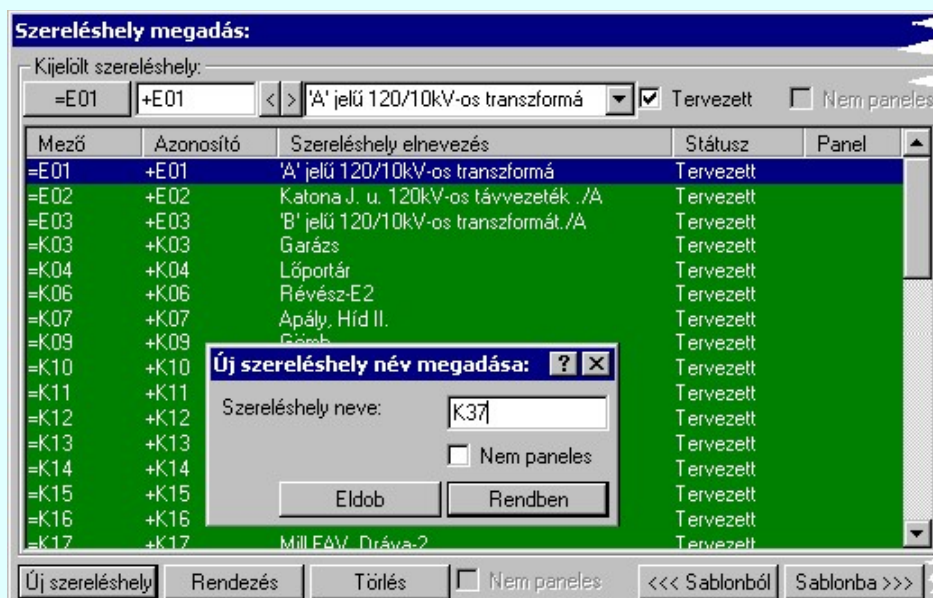 Szereléshely megadás:
Kijelölt szereléshely:
=E01 +E01 < > 'A' jelű 120/10kV-os transzformá Tervezett Nem paneles
Mező Azonosító Szereléshely elnevezés Státusz Panel
=E01 +E01 'A' jelű 120/10kV-os transzformá Tervezett
=E02 +E02 Katona J. u. 120kV-os távvezeték ./A Tervezett
=E03 +E03 'B' jelű 120/10kV-os transzformát./A Tervezett
=K03 +K03 Garázs Tervezett
=K04 +K04 Lőportár Tervezett
=K06 +K06 Révész-E2 Tervezett
=K07 +K07 Apály, Híd II. Tervezett
=K09 +K09 Gömb Tervezett
=K10 +K10 Tervezett
=K11 +K11 Tervezett
=K12 +K12 Tervezett
=K13 +K13 Tervezett
=K14 +K14 Tervezett
=K15 +K15 Tervezett
=K16 +K16 Tervezett
=K17 +K17 Mill.FAV, Dráva-2 Tervezett
Új szereléshely név megadása: ?
Szereléshely neve: K37
Nem paneles
Eldob Rendben
Új szereléshely Rendezés Törlés Nem paneles <<< Sablonból Sablonba >>>